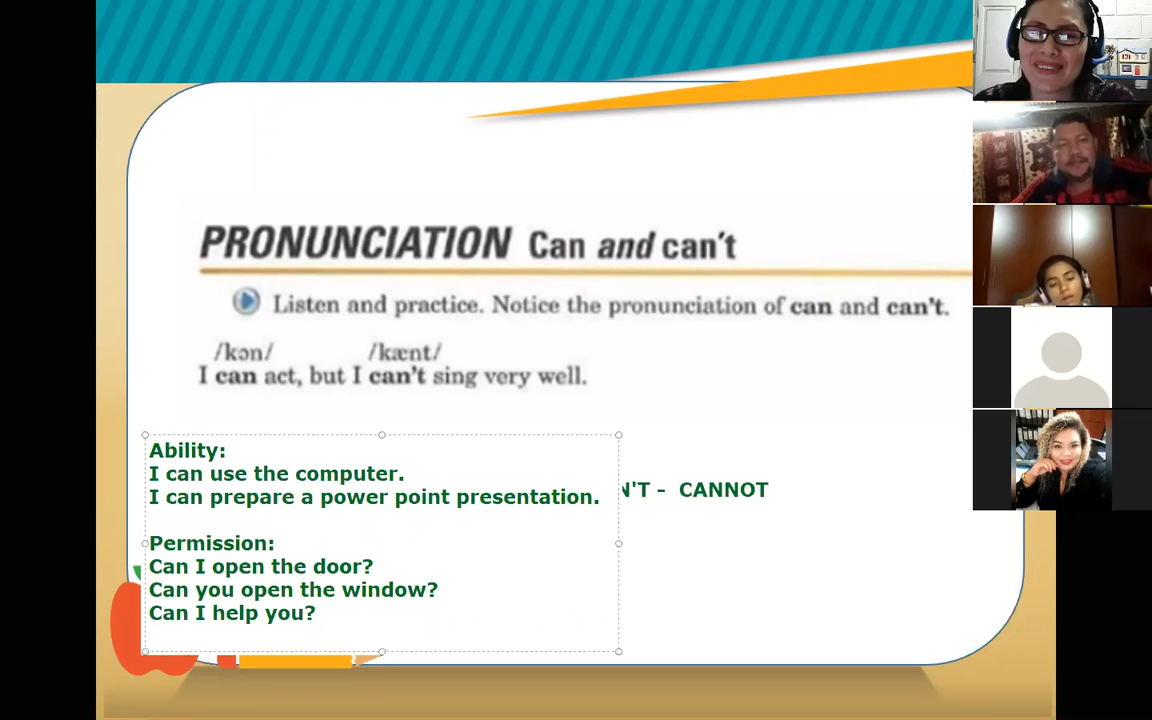 PRONUNCIATION Can and can't
Listen and practice. Notice the pronunciation of can and can't.
/kən/ /kænt/
I can act, but I can't sing very well.
Ability:
I can use the computer.
I can prepare a power point presentation.
N'T - CANNOT
Permission:
Can I open the door?
Can you open the window?
Can I help you?